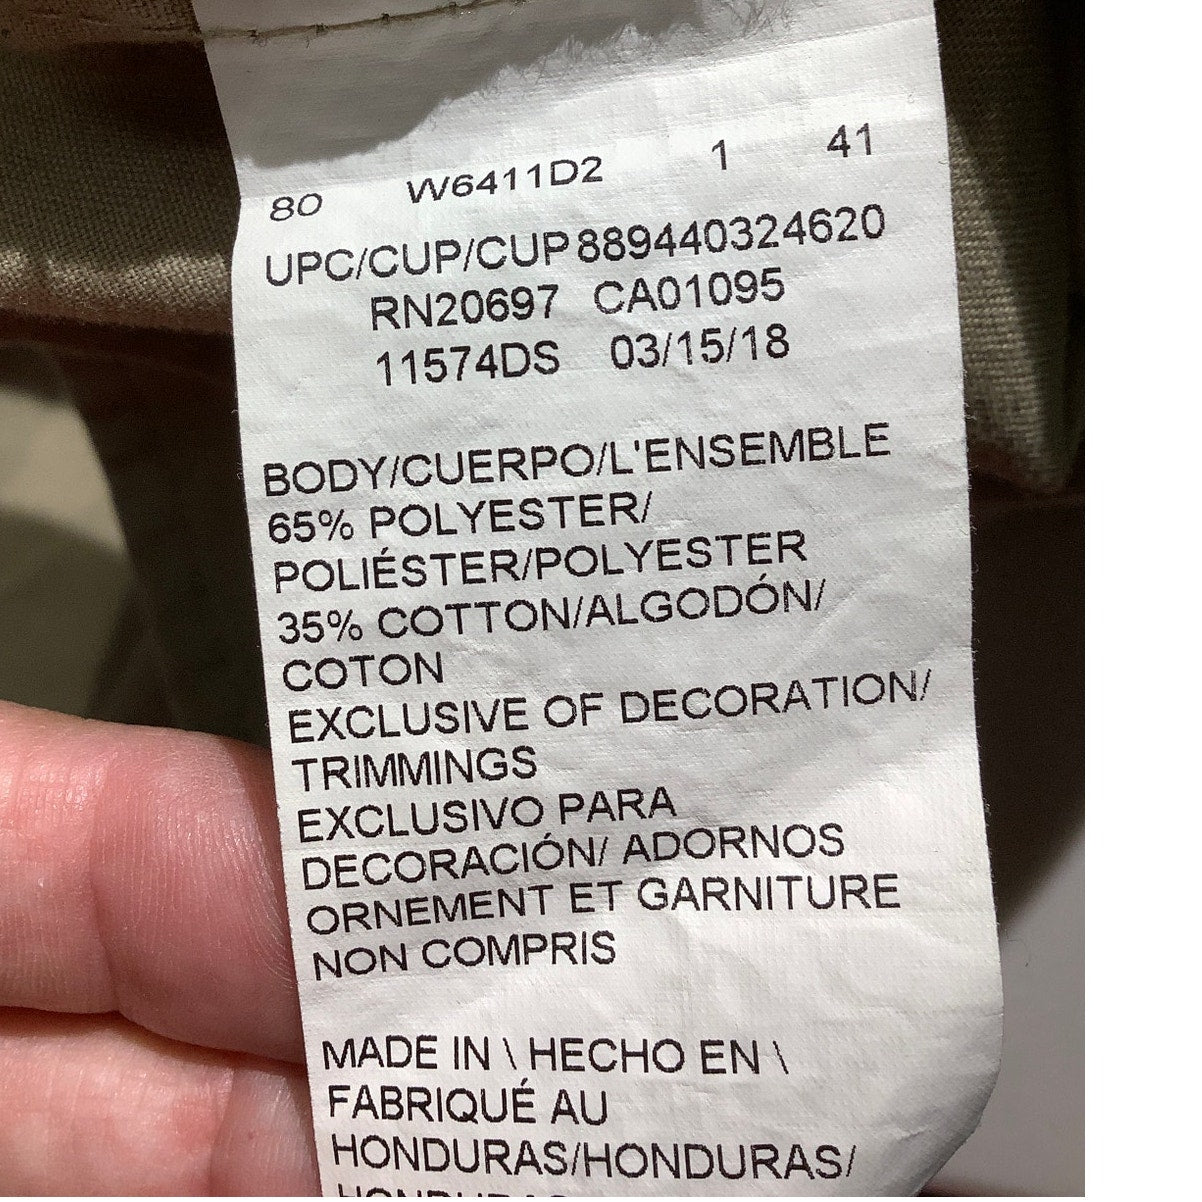 80 W6411D2 1 41
UPC/CUP/CUP 889440324620
RN20697 CA01095
11574DS 03/15/18
BODY/CUERPO/L'ENSEMBLE
65% POLYESTER/
POLIÉSTER/POLYESTER
35% COTTON/ALGODÓN/
COTON
EXCLUSIVE OF DECORATION/
TRIMMINGS
EXCLUSIVO PARA
DECORACIÓN/ ADORNOS
ORNEMENT ET GARNITURE
NON COMPRIS
MADE IN \ HECHO EN \
FABRIQUÉ AU
HONDURAS/HONDURAS/
HONDURAS